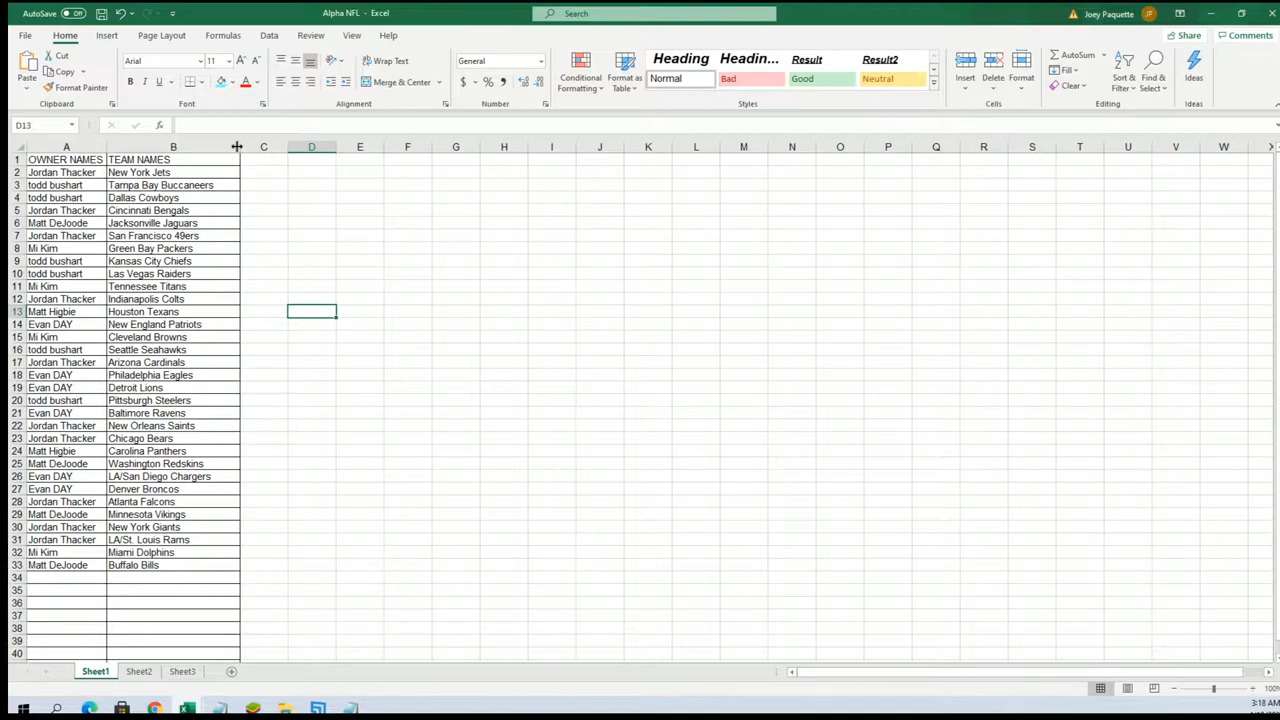 AutoSave Off
Alpha NFL - Excel
Search
Joey Paquette JP
File Home Insert Page Layout Formulas Data Review View Help
Share Comments
Paste Cut Copy Format Painter
Clipboard
Arial 11
B I U
Font
Wrap Text
Merge & Center
Alignment
General
$ % ,
Number
Conditional Formatting
Format as Table
Heading Headin... Result Result2
Normal Bad Good Neutral
Styles
Insert Delete Format
Cells
AutoSum Fill Clear
Sort & Filter
Find & Select
Editing
Ideas
Ideas
D13 fx
A B C D E F G H I J K L M N O P Q R S T U V W X
1 OWNER NAMES TEAM NAMES
2 Jordan Thacker New York Jets
3 todd bushart Tampa Bay Buccaneers
4 todd bushart Dallas Cowboys
5 Jordan Thacker Cincinnati Bengals
6 Matt DeJoode Jacksonville Jaguars
7 Jordan Thacker San Francisco 49ers
8 Mi Kim Green Bay Packers
9 todd bushart Kansas City Chiefs
10 todd bushart Las Vegas Raiders
11 Mi Kim Tennessee Titans
12 Jordan Thacker Indianapolis Colts
13 Matt Higbie Houston Texans
14 Evan DAY New England Patriots
15 Mi Kim Cleveland Browns
16 todd bushart Seattle Seahawks
17 Jordan Thacker Arizona Cardinals
18 Evan DAY Philadelphia Eagles
19 Evan DAY Detroit Lions
20 todd bushart Pittsburgh Steelers
21 Evan DAY Baltimore Ravens
22 Jordan Thacker New Orleans Saints
23 Jordan Thacker Chicago Bears
24 Matt Higbie Carolina Panthers
25 Matt DeJoode Washington Redskins
26 Evan DAY LA/San Diego Chargers
27 Evan DAY Denver Broncos
28 Jordan Thacker Atlanta Falcons
29 Matt DeJoode Minnesota Vikings
30 Jordan Thacker New York Giants
31 Jordan Thacker LA/St. Louis Rams
32 Mi Kim Miami Dolphins
33 Matt DeJoode Buffalo Bills
34
35
36
37
38
39
40
Sheet1 Sheet2 Sheet3
100%
3:18 AM